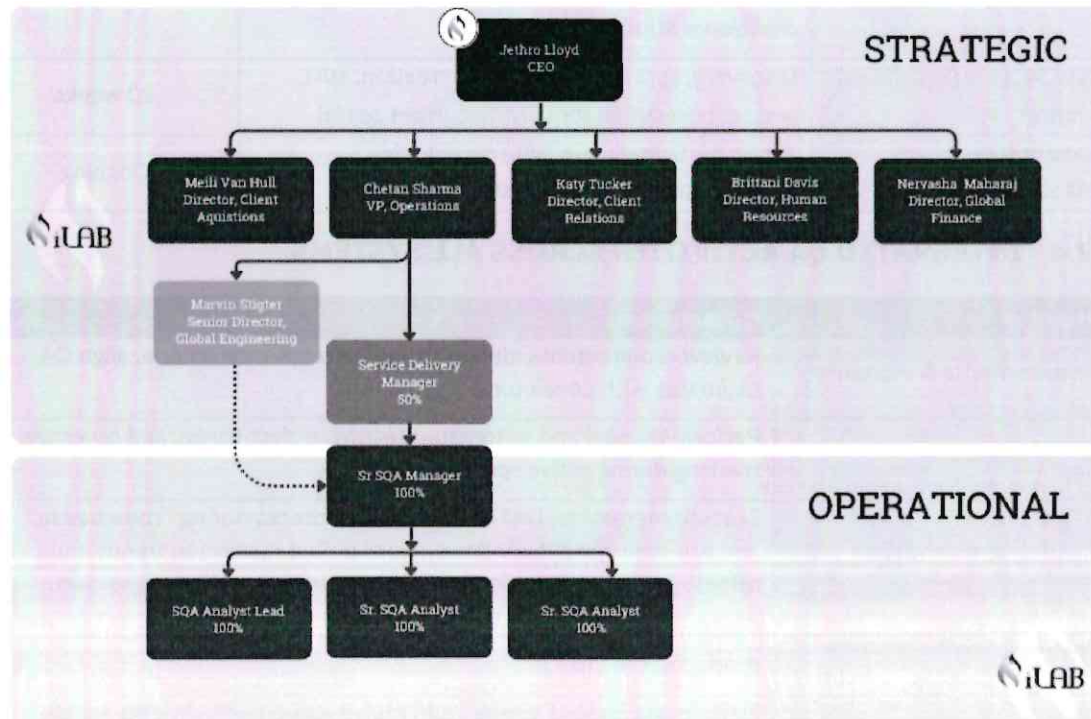 Jethro Lloyd
CEO
STRATEGIC
Meili Van Hull
Director, Client
Aquistions
Chetan Sharma
VP, Operations
Katy Tucker
Director, Client
Relations
Brittani Davis
Director, Human
Resources
Nervasha Maharaj
Director, Global
Finance
iLAB
Marvin Stigter
Senior Director,
Global Engineering
Service Delivery
Manager
50%
Sr SQA Manager
100%
OPERATIONAL
SQA Analyst Lead
100%
Sr. SQA Analyst
100%
Sr. SQA Analyst
100%
iLAB